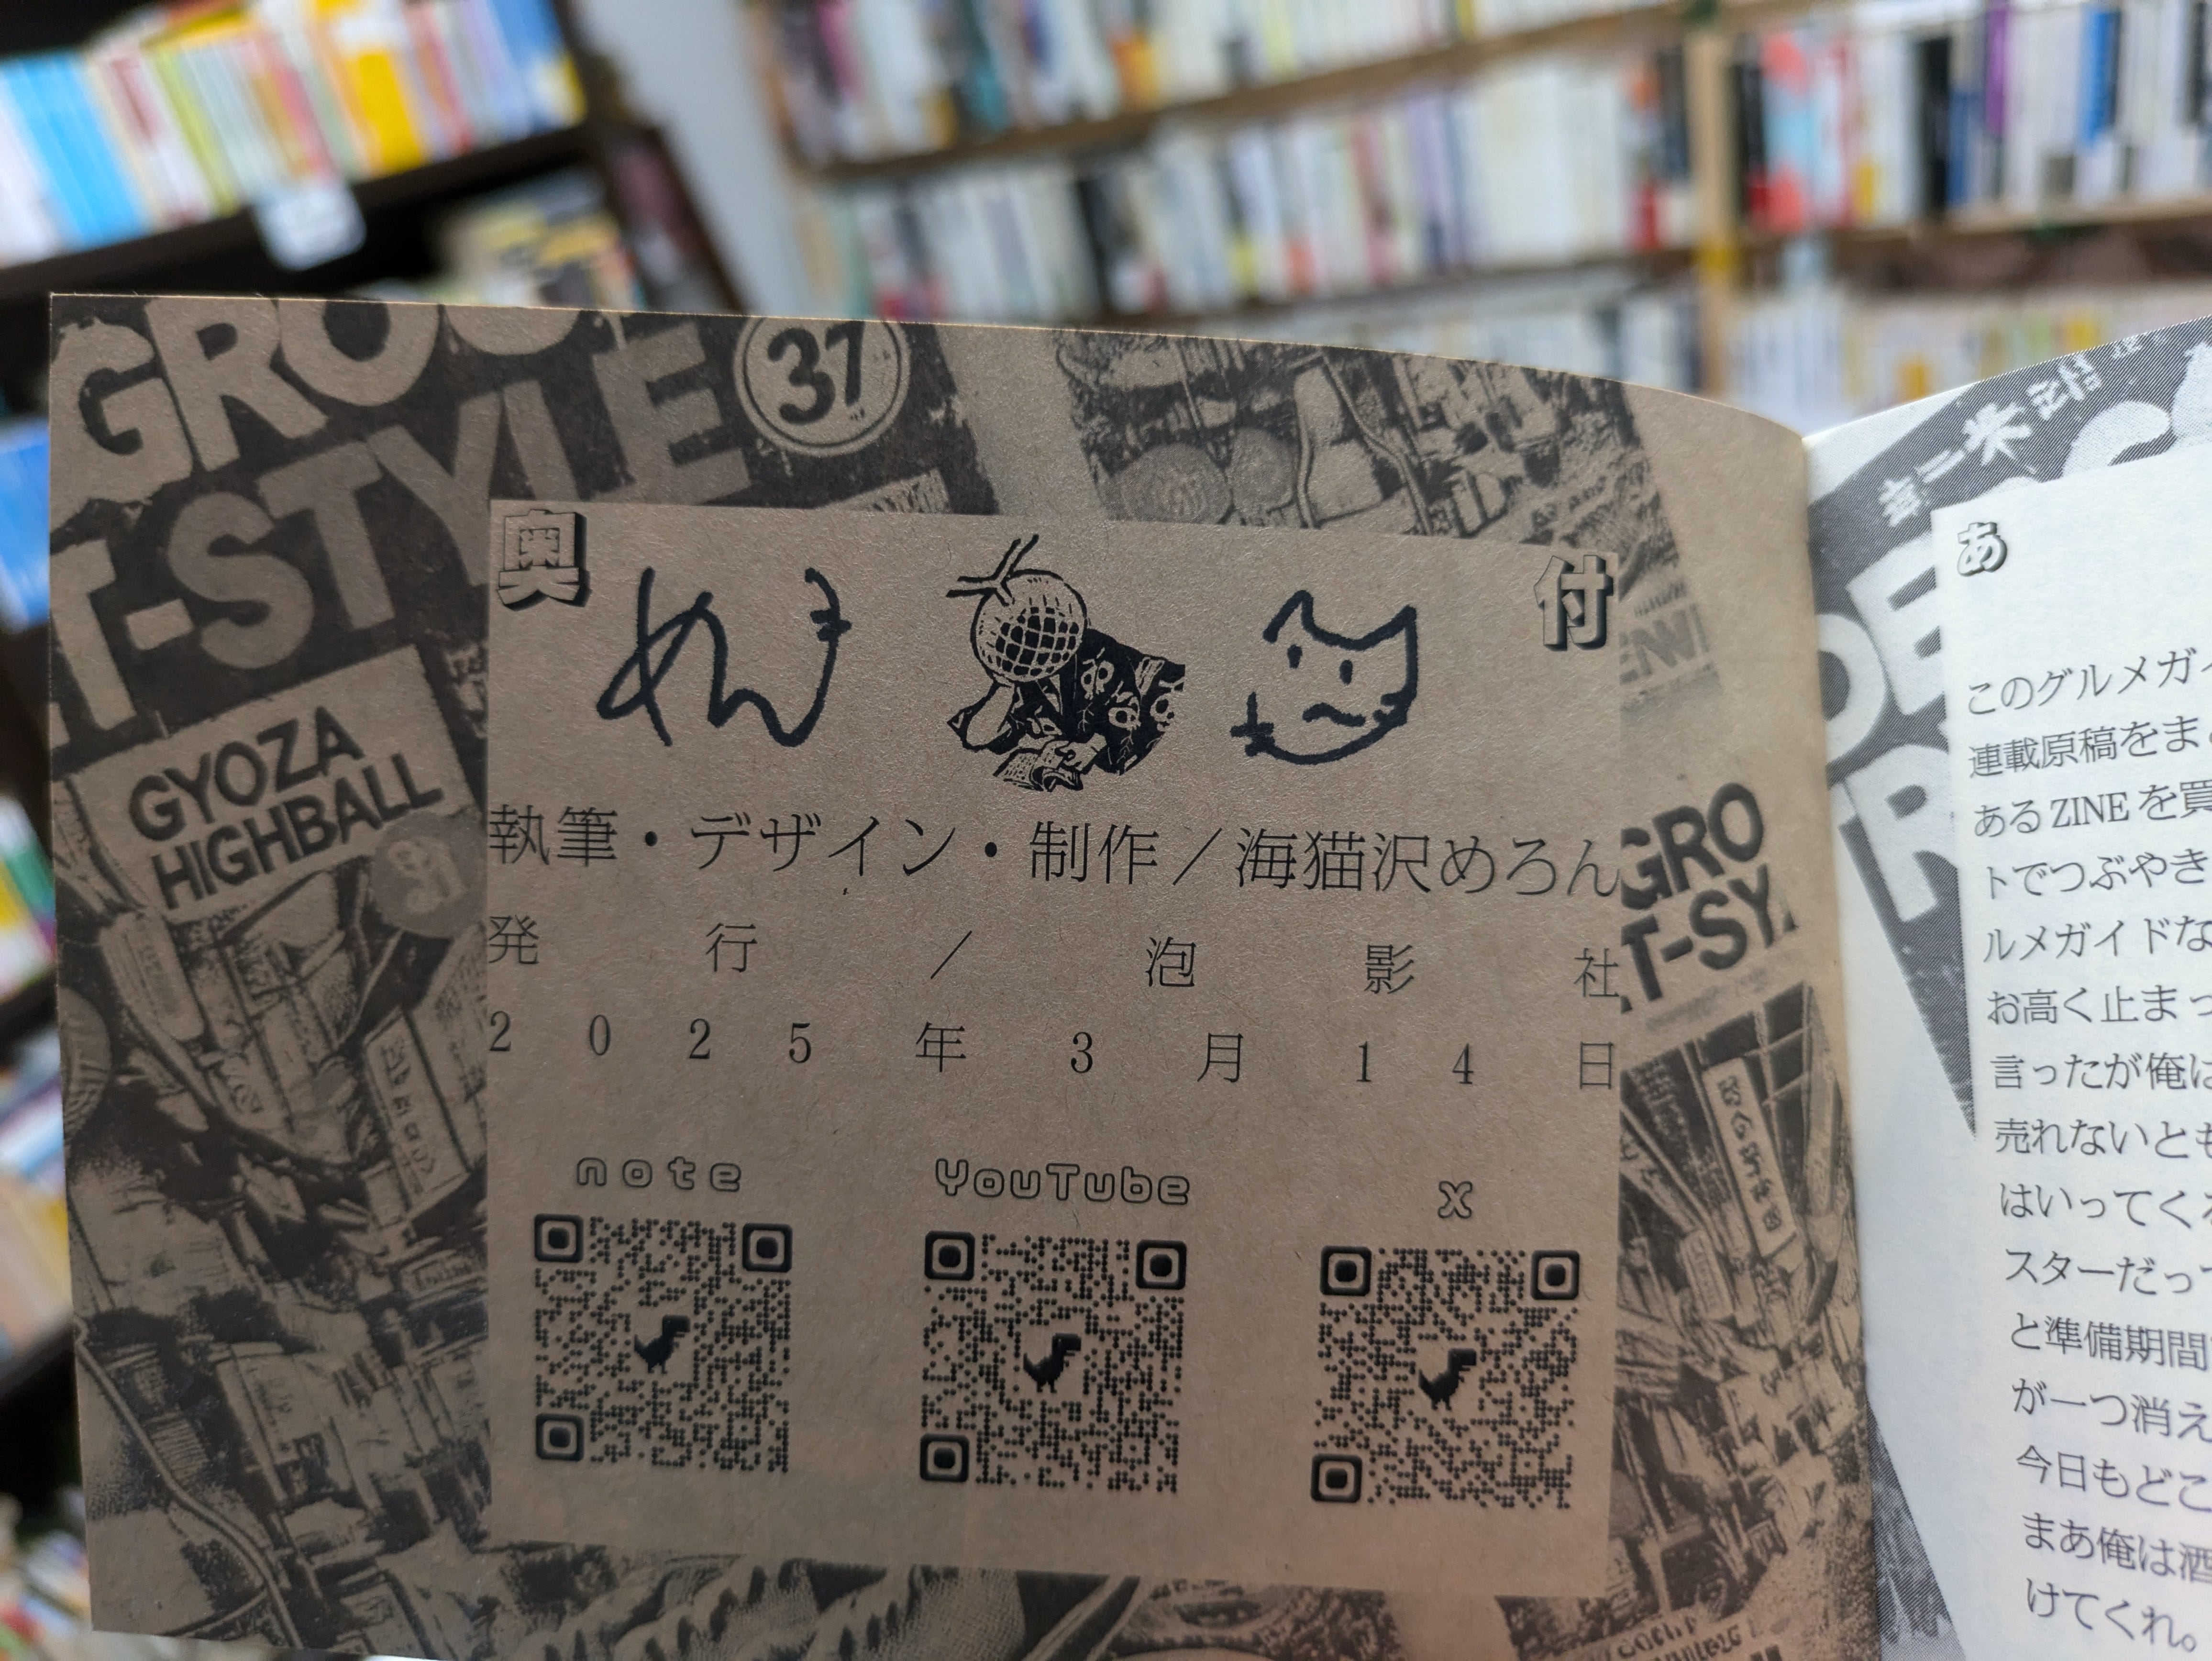 GRO
T-STYLE
37
GYOZA
HIGHBALL
奥付
執筆・デザイン・制作／海猫沢めろん
発行／泡影社
2025年3月14日
note
YouTube
X
GRO
T-SY
あ
このグルメガイ
連載原稿をま
あるZINEを買
トでつぶやき
ルメガイドな
お高く止まっ
言ったが俺は
売れないとも
はいってくる
スターだっ
と準備期間
が一つ消え
今日もどこ
まあ俺は酒
けてくれ。